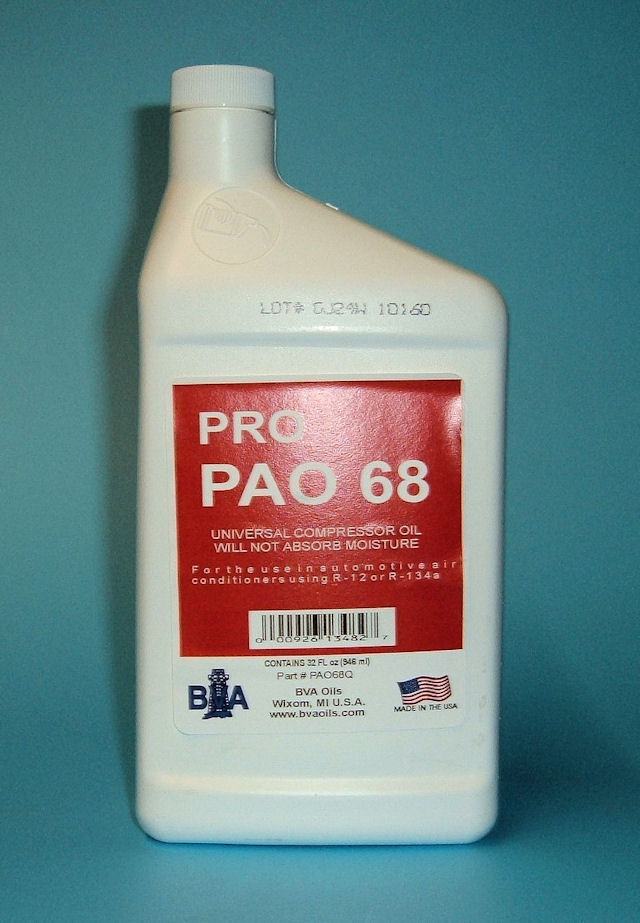 LOT# GJ24W 10160
PRO
PAO 68
UNIVERSAL COMPRESSOR OIL
WILL NOT ABSORB MOISTURE
For the use in automotive air
conditioners using R-12 or R-134a
0 00926 13482 7
CONTAINS 32 FL oz (946 ml)
Part # PAO68Q
BVA
BVA Oils
Wixom, MI U.S.A.
www.bvaoils.com
MADE IN THE USA